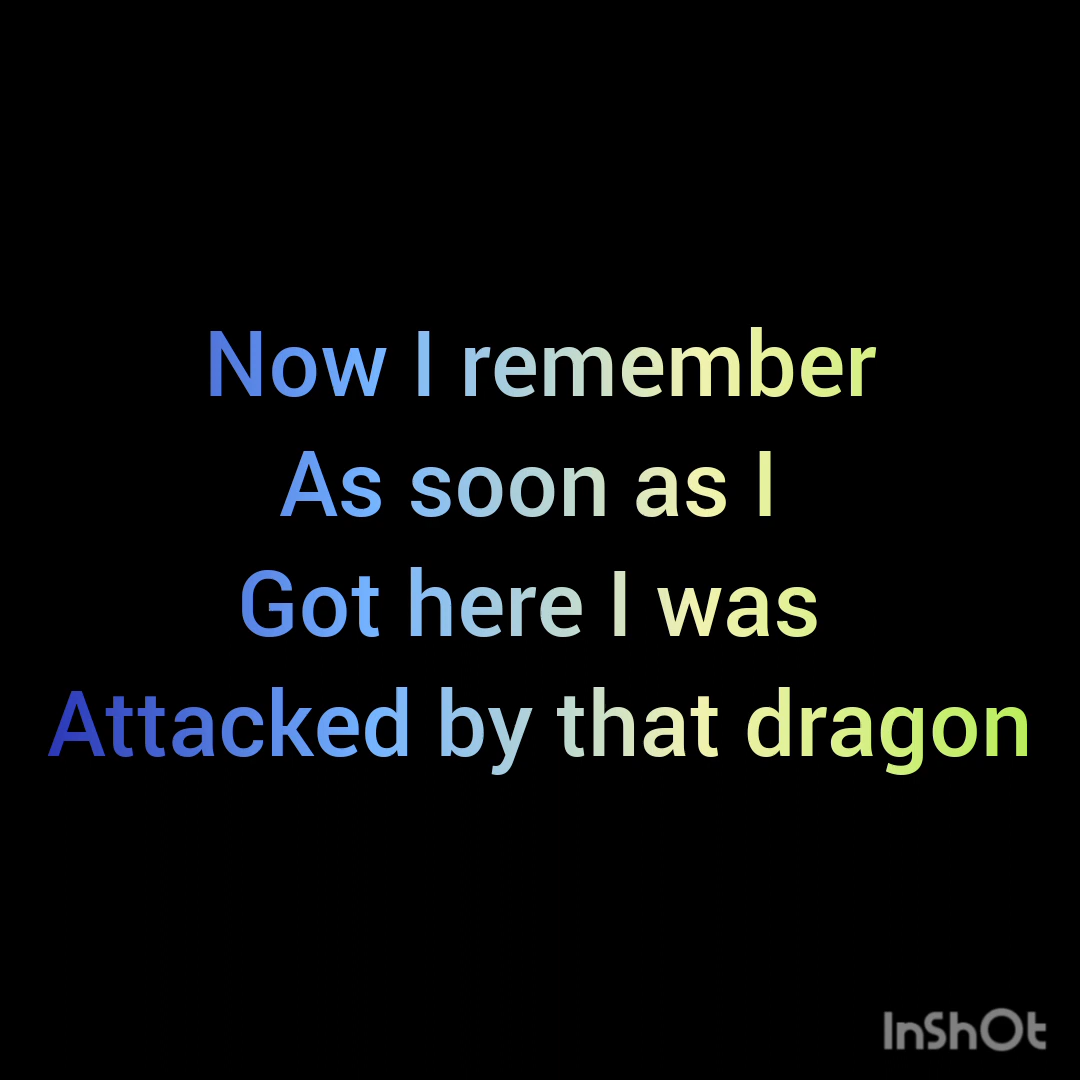 Now I remember
As soon as I
Got here I was
Attacked by that dragon
InShOt